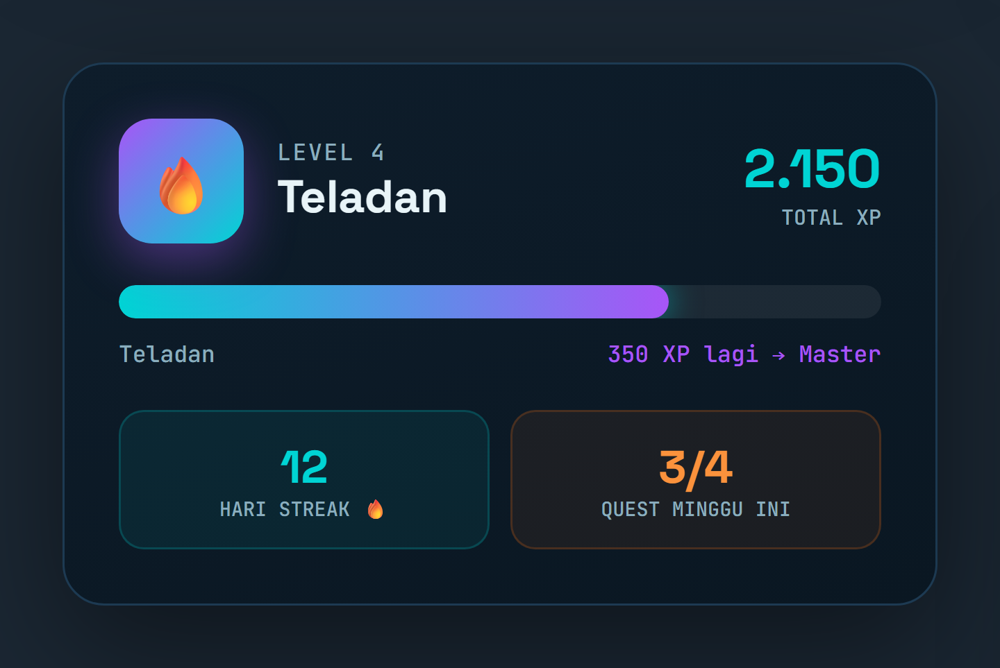 LEVEL 4
Teladan
2.150
TOTAL XP
Teladan
350 XP lagi → Master
12
HARI STREAK 🔥
3/4
QUEST MINGGU INI